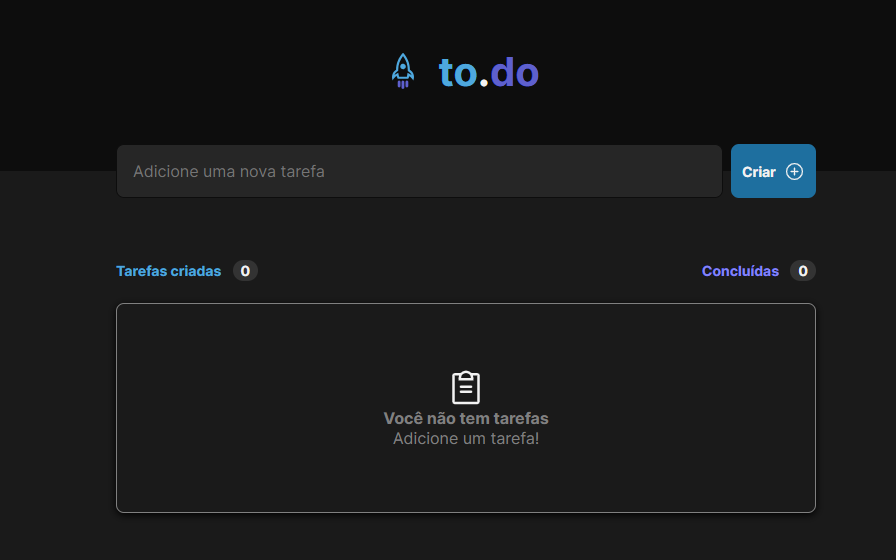 to.do
Adicione uma nova tarefa
Criar
Tarefas criadas 0
Concluídas 0
Você não tem tarefas
Adicione um tarefa!